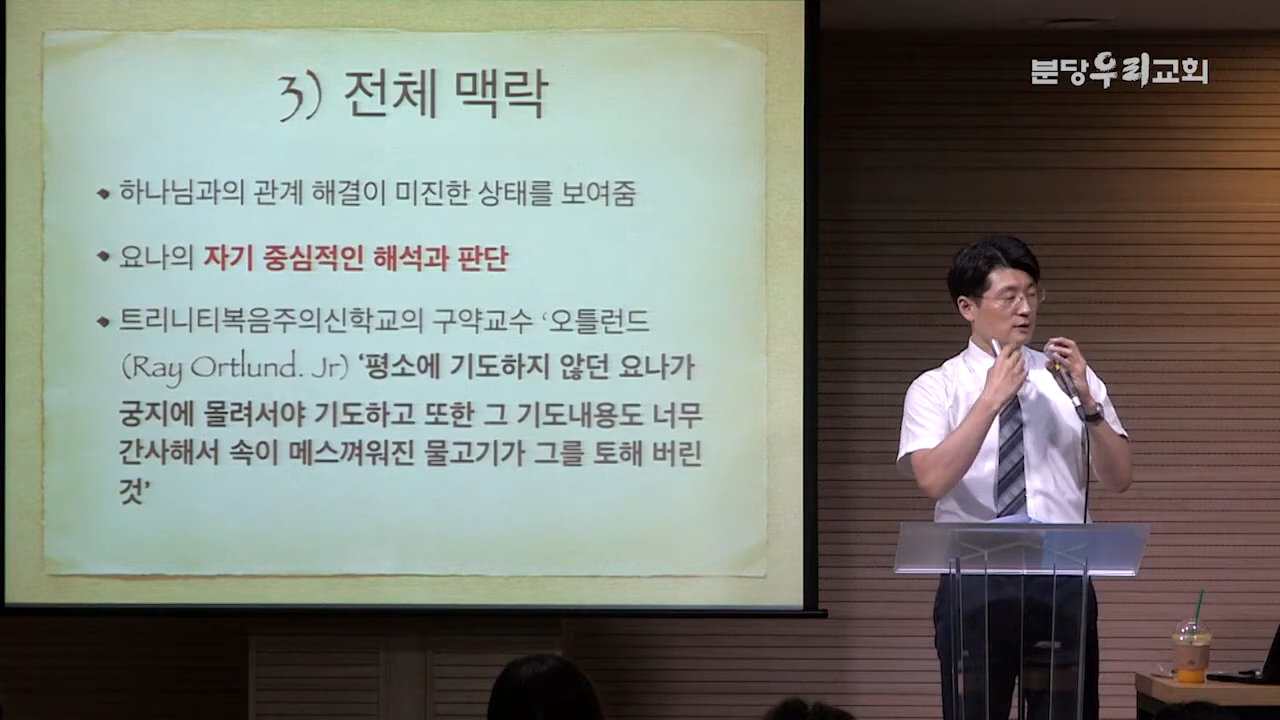 3) 전체 맥락
하나님과의 관계 해결이 미진한 상태를 보여줌
요나의 자기 중심적인 해석과 판단
트리니티복음주의신학교의 구약교수 ‘오틀런드
(Ray Ortlund. Jr) ‘평소에 기도하지 않던 요나가
궁지에 몰려서야 기도하고 또한 그 기도내용도 너무
간사해서 속이 메스껴워진 물고기가 그를 토해 버린
것’
분당우리교회